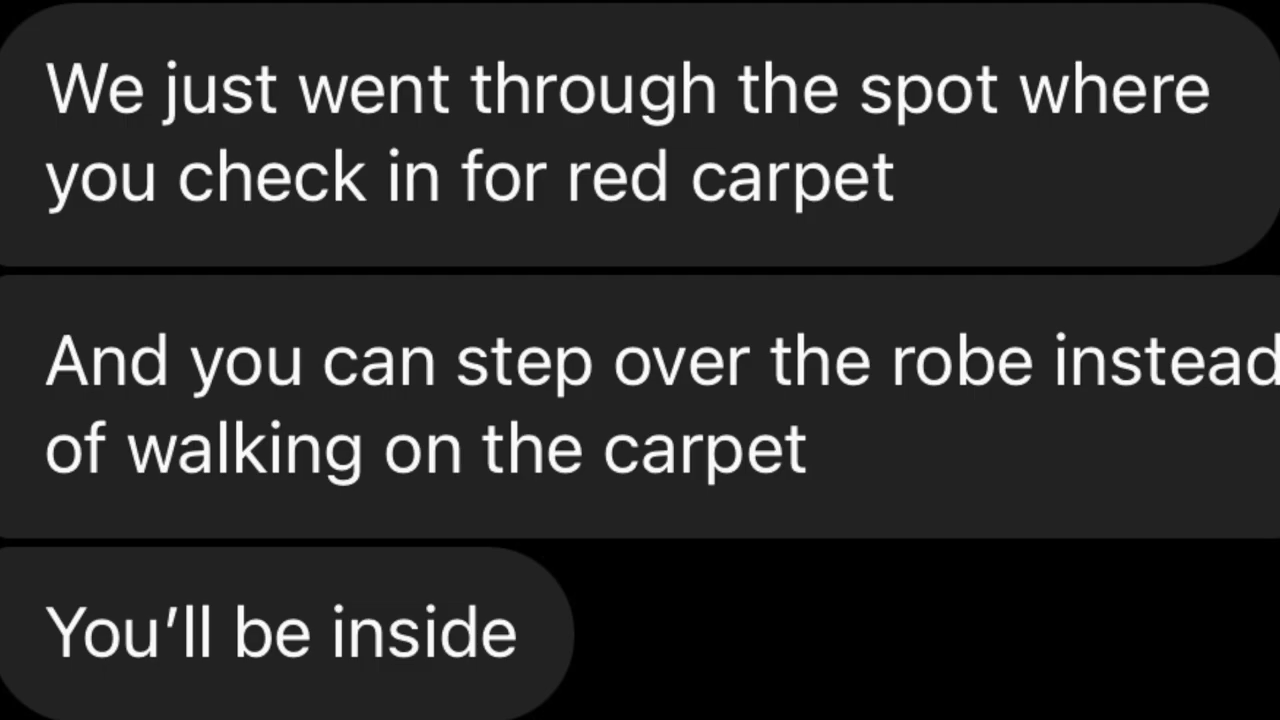 We just went through the spot where
you check in for red carpet
And you can step over the robe instead
of walking on the carpet
You’ll be inside